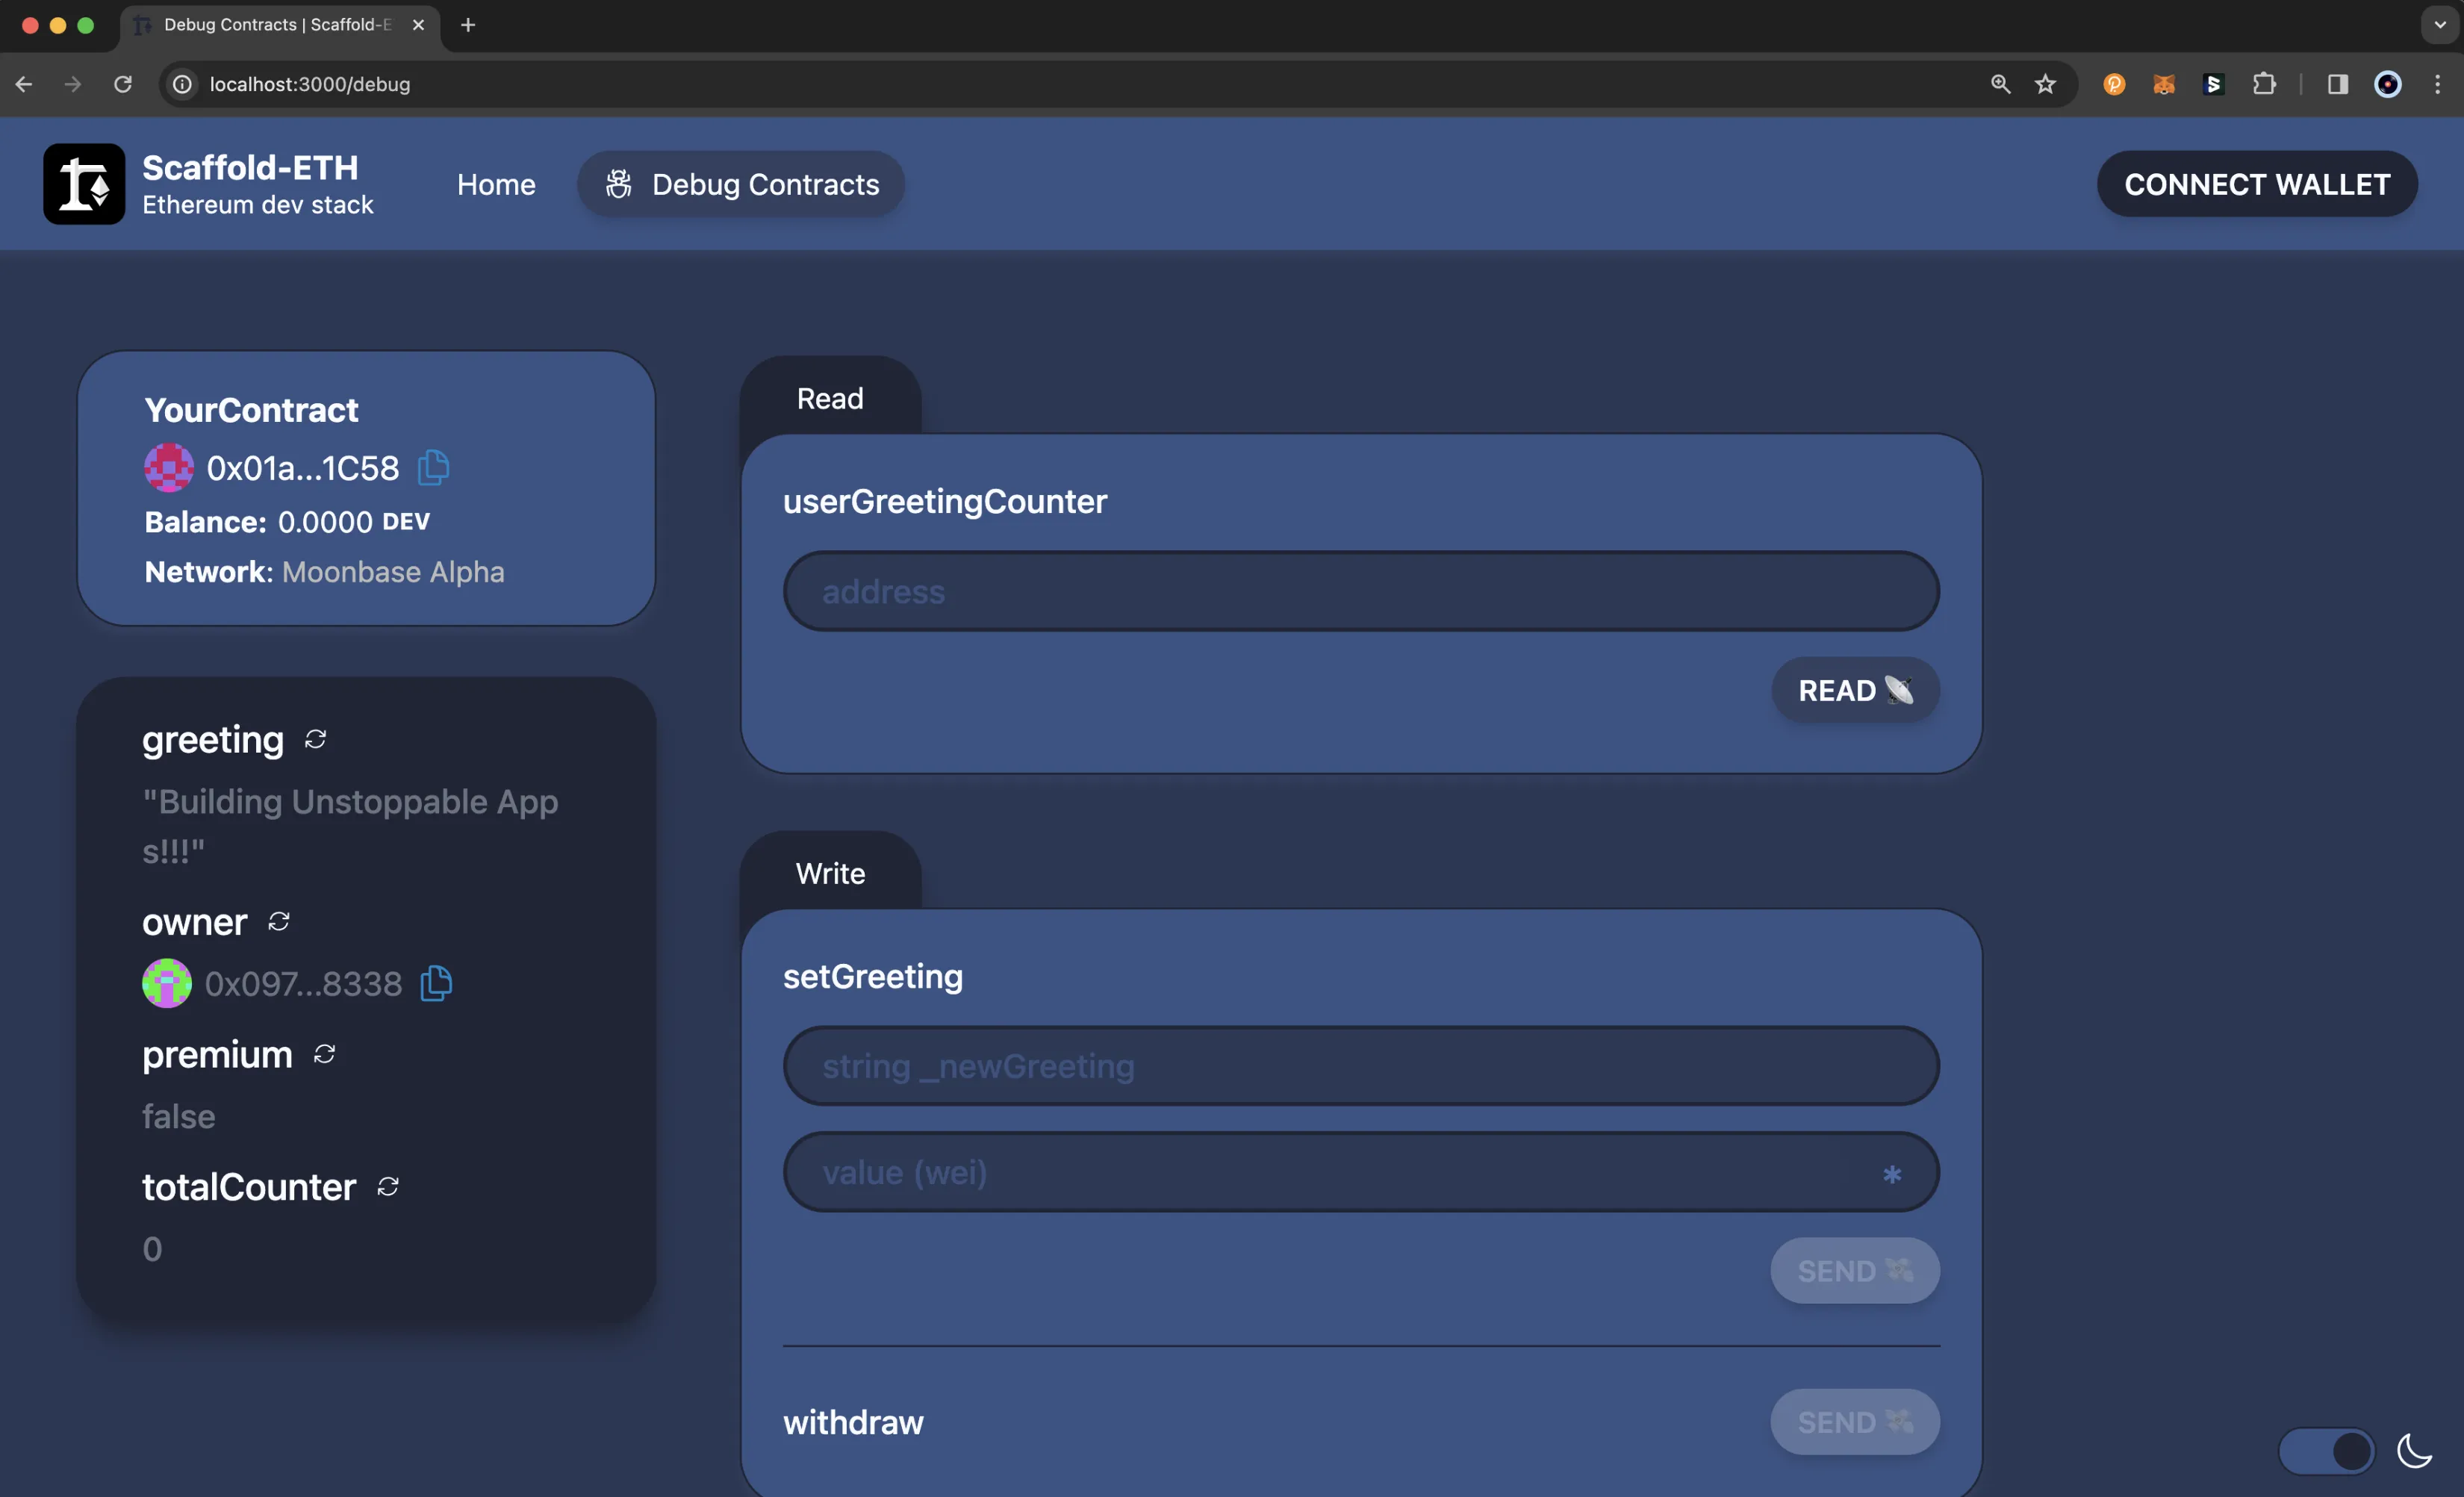 Debug Contracts | Scaffold-E
localhost:3000/debug
Scaffold-ETH
Ethereum dev stack
Home
Debug Contracts
CONNECT WALLET
YourContract
0x01a...1C58
Balance: 0.0000 DEV
Network: Moonbase Alpha
greeting
"Building Unstoppable App
s!!!"
owner
0x097...8338
premium
false
totalCounter
0
Read
userGreetingCounter
address
READ
Write
setGreeting
string _newGreeting
value (wei)
*
SEND
withdraw
SEND